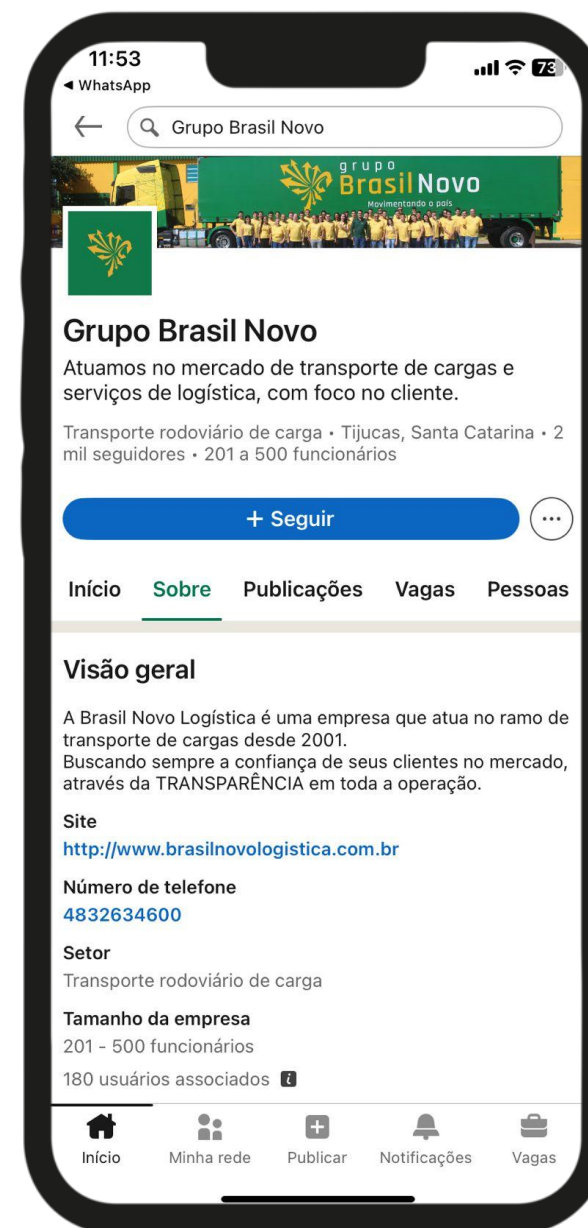 11:53
73
◄ WhatsApp
Grupo Brasil Novo
grupo
Brasil Novo
Movimentando o país
Grupo Brasil Novo
Atuamos no mercado de transporte de cargas e
serviços de logística, com foco no cliente.
Transporte rodoviário de carga • Tijucas, Santa Catarina • 2
mil seguidores • 201 a 500 funcionários
+ Seguir
Início Sobre Publicações Vagas Pessoas
Visão geral
A Brasil Novo Logística é uma empresa que atua no ramo de
transporte de cargas desde 2001.
Buscando sempre a confiança de seus clientes no mercado,
através da TRANSPARÊNCIA em toda a operação.
Site
http://www.brasilnovologistica.com.br
Número de telefone
4832634600
Setor
Transporte rodoviário de carga
Tamanho da empresa
201 - 500 funcionários
180 usuários associados
Início Minha rede Publicar Notificações Vagas